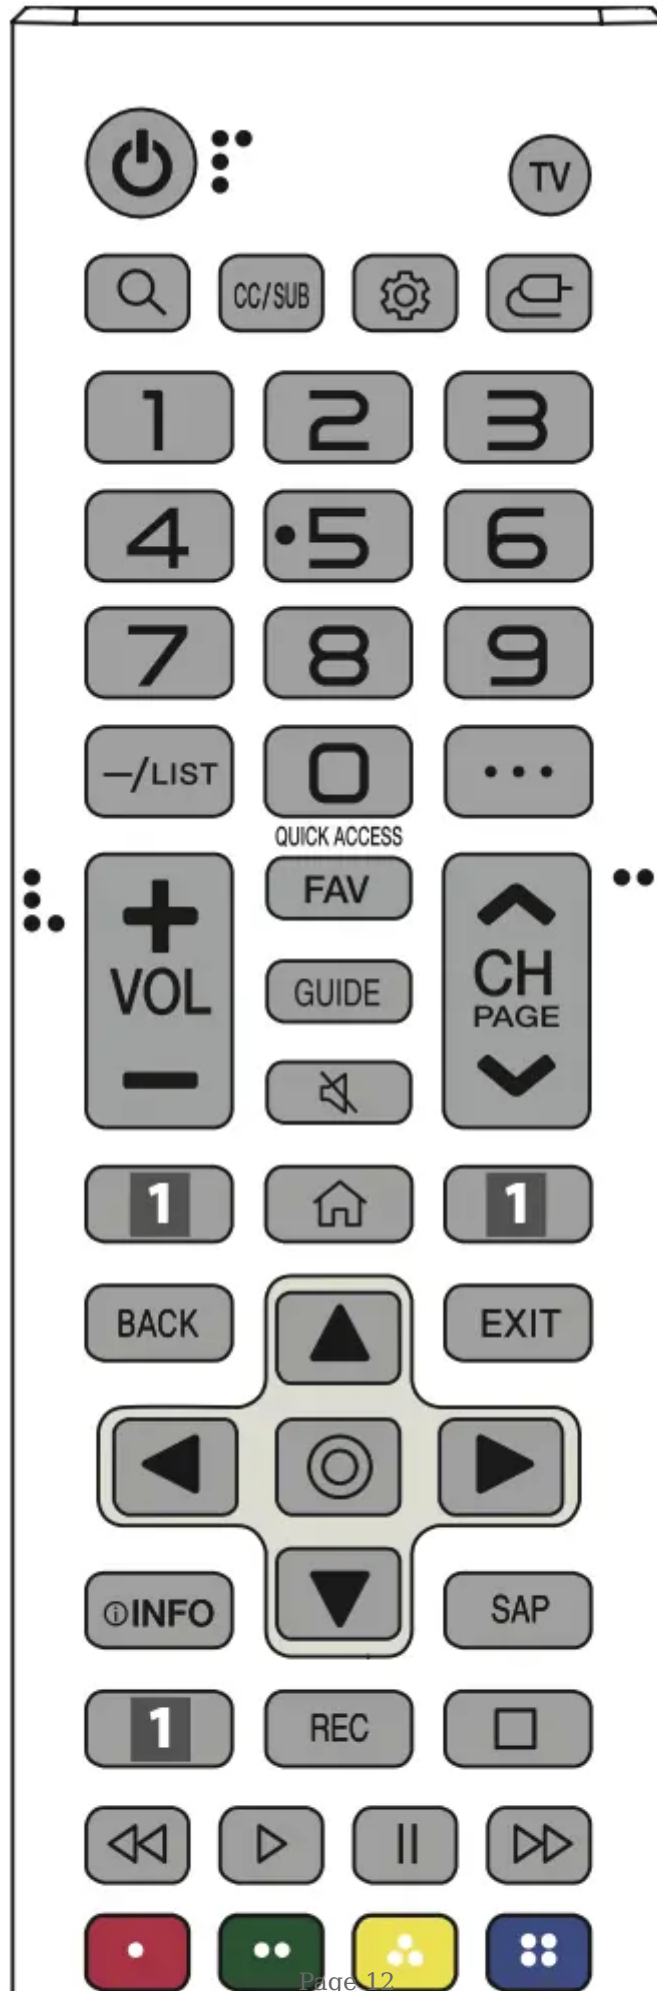 TV
CC/SUB
1 2 3
4 5 6
7 8 9
—/LIST 0 ...
QUICK ACCESS
FAV
+
VOL
—
GUIDE
CH
PAGE
1 1
BACK EXIT
ⓘINFO SAP
1 REC
Page 12